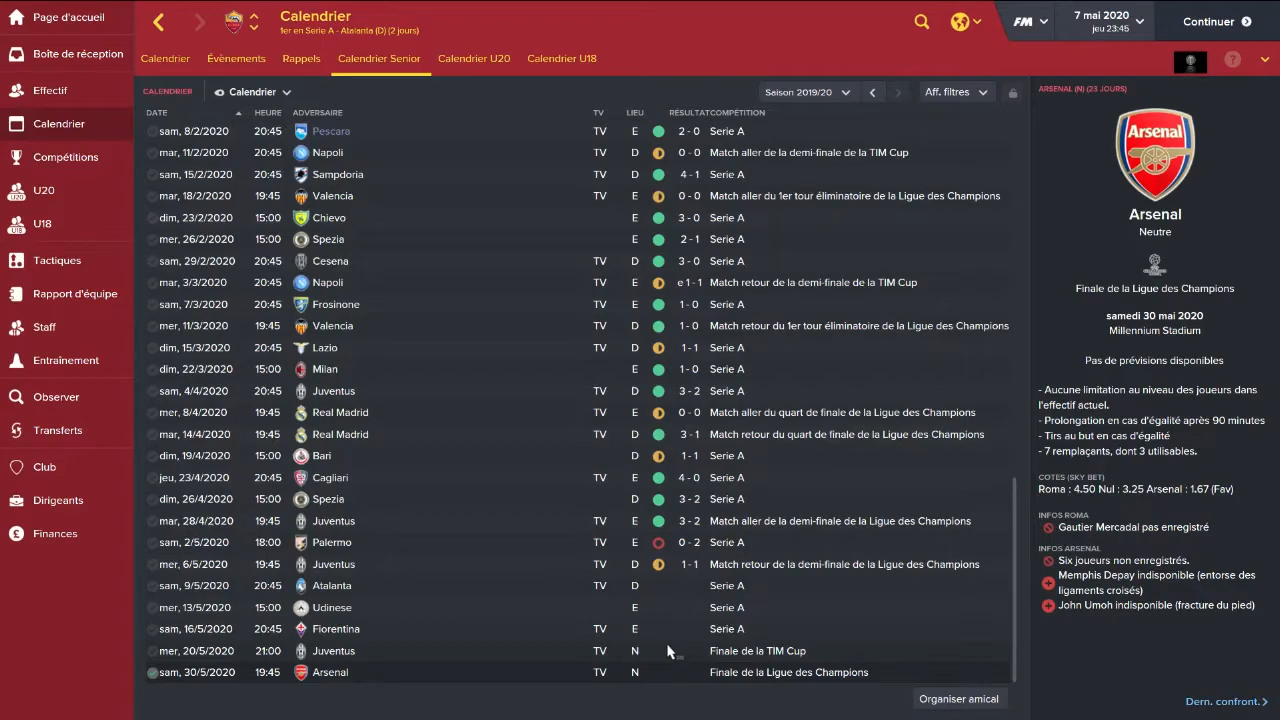 Page d'accueil
Boîte de réception
Effectif
Calendrier
Compétitions
U20
U20
U18
U18
Tactiques
Rapport d'équipe
Staff
Entraînement
Observer
Transferts
Club
Dirigeants
Finances
Calendrier
1er en Serie A - Atalanta (D) (2 jours)
FM
7 mai 2020
jeu 23:45
Continuer
Calendrier Évènements Rappels Calendrier Senior Calendrier U20 Calendrier U18
CALENDRIER Calendrier Saison 2019/20 Aff. filtres
DATE HEURE ADVERSAIRE TV LIEU RÉSULTAT COMPÉTITION
sam, 8/2/2020 20:45 Pescara TV E 2 - 0 Serie A
mar, 11/2/2020 20:45 Napoli TV D 0 - 0 Match aller de la demi-finale de la TIM Cup
sam, 15/2/2020 20:45 Sampdoria TV D 4 - 1 Serie A
mar, 18/2/2020 19:45 Valencia TV E 0 - 0 Match aller du 1er tour éliminatoire de la Ligue des Champions
dim, 23/2/2020 15:00 Chievo E 3 - 0 Serie A
mer, 26/2/2020 15:00 Spezia E 2 - 1 Serie A
sam, 29/2/2020 20:45 Cesena TV D 3 - 0 Serie A
mar, 3/3/2020 20:45 Napoli TV E e 1 - 1 Match retour de la demi-finale de la TIM Cup
sam, 7/3/2020 20:45 Frosinone TV E 1 - 0 Serie A
mer, 11/3/2020 19:45 Valencia TV D 1 - 0 Match retour du 1er tour éliminatoire de la Ligue des Champions
dim, 15/3/2020 20:45 Lazio TV D 1 - 1 Serie A
dim, 22/3/2020 15:00 Milan E 1 - 0 Serie A
sam, 4/4/2020 20:45 Juventus TV D 3 - 2 Serie A
mer, 8/4/2020 19:45 Real Madrid TV E 0 - 0 Match aller du quart de finale de la Ligue des Champions
mar, 14/4/2020 19:45 Real Madrid TV D 3 - 1 Match retour du quart de finale de la Ligue des Champions
dim, 19/4/2020 15:00 Bari D 1 - 1 Serie A
jeu, 23/4/2020 20:45 Cagliari TV E 4 - 0 Serie A
dim, 26/4/2020 15:00 Spezia D 3 - 2 Serie A
mar, 28/4/2020 19:45 Juventus TV E 3 - 2 Match aller de la demi-finale de la Ligue des Champions
sam, 2/5/2020 18:00 Palermo TV E 0 - 2 Serie A
mer, 6/5/2020 19:45 Juventus TV D 1 - 1 Match retour de la demi-finale de la Ligue des Champions
sam, 9/5/2020 20:45 Atalanta TV D Serie A
mer, 13/5/2020 15:00 Udinese E Serie A
sam, 16/5/2020 20:45 Fiorentina TV E Serie A
mer, 20/5/2020 21:00 Juventus TV N Finale de la TIM Cup
sam, 30/5/2020 19:45 Arsenal TV N Finale de la Ligue des Champions
Organiser amical
ARSENAL (N) (23 JOURS)
Arsenal
Arsenal
Neutre
Finale de la Ligue des Champions
samedi 30 mai 2020
Millennium Stadium
Pas de prévisions disponibles
- Aucune limitation au niveau des joueurs dans
l'effectif actuel.
- Prolongation en cas d'égalité après 90 minutes
- Tirs au but en cas d'égalité
- 7 remplaçants, dont 3 utilisables.
COTES (SKY BET)
Roma : 4.50 Nul : 3.25 Arsenal : 1.67 (Fav)
INFOS ROMA
Gautier Mercadal pas enregistré
INFOS ARSENAL
Six joueurs non enregistrés.
Memphis Depay indisponible (entorse des
ligaments croisés)
John Umoh indisponible (fracture du pied)
Dern. confront.